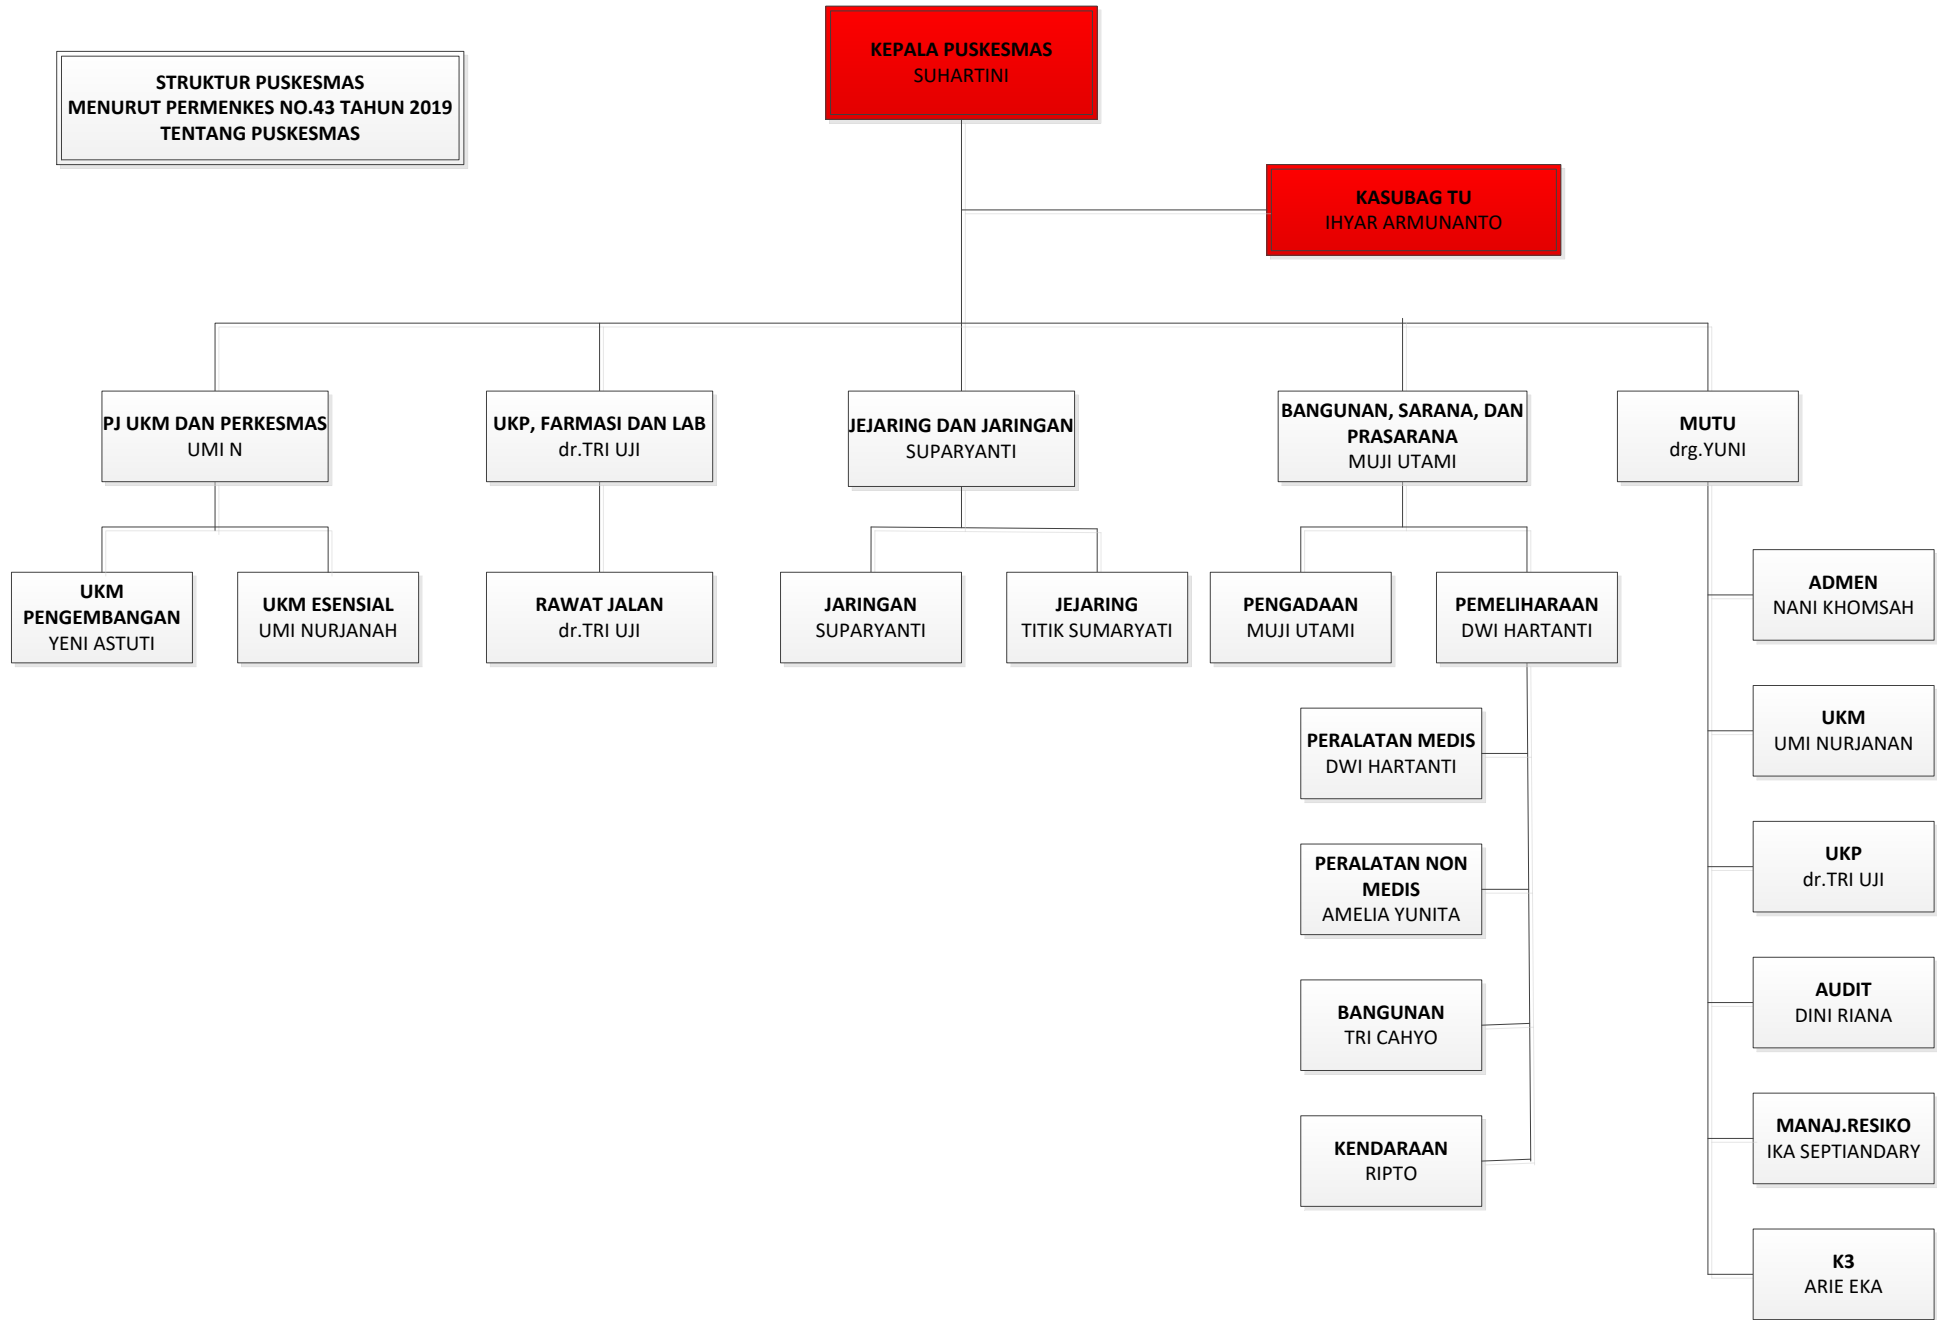 STRUKTUR PUSKESMAS
MENURUT PERMENKES NO.43 TAHUN 2019
TENTANG PUSKESMAS
KEPALA PUSKESMAS
SUHARTINI
KASUBAG TU
IHYAR ARMUNANTO
PJ UKM DAN PERKESMAS
UMI N
UKP, FARMASI DAN LAB
dr.TRI UJI
JEJARING DAN JARINGAN
SUPARYANTI
BANGUNAN, SARANA, DAN
PRASARANA
MUJI UTAMI
MUTU
drg.YUNI
UKM
PENGEMBANGAN
YENI ASTUTI
UKM ESENSIAL
UMI NURJANAH
RAWAT JALAN
dr.TRI UJI
JARINGAN
SUPARYANTI
JEJARING
TITIK SUMARYATI
PENGADAAN
MUJI UTAMI
PEMELIHARAAN
DWI HARTANTI
PERALATAN MEDIS
DWI HARTANTI
PERALATAN NON
MEDIS
AMELIA YUNITA
BANGUNAN
TRI CAHYO
KENDARAAN
RIPTO
ADMEN
NANI KHOMSAH
UKM
UMI NURJANAN
UKP
dr.TRI UJI
AUDIT
DINI RIANA
MANAJ.RESIKO
IKA SEPTIANDARY
K3
ARIE EKA